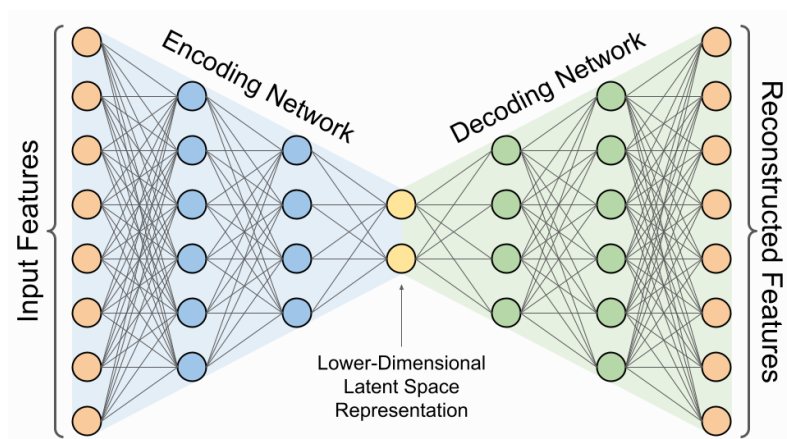 Input Features
Encoding Network
Lower-Dimensional
Latent Space
Representation
Decoding Network
Reconstructed Features